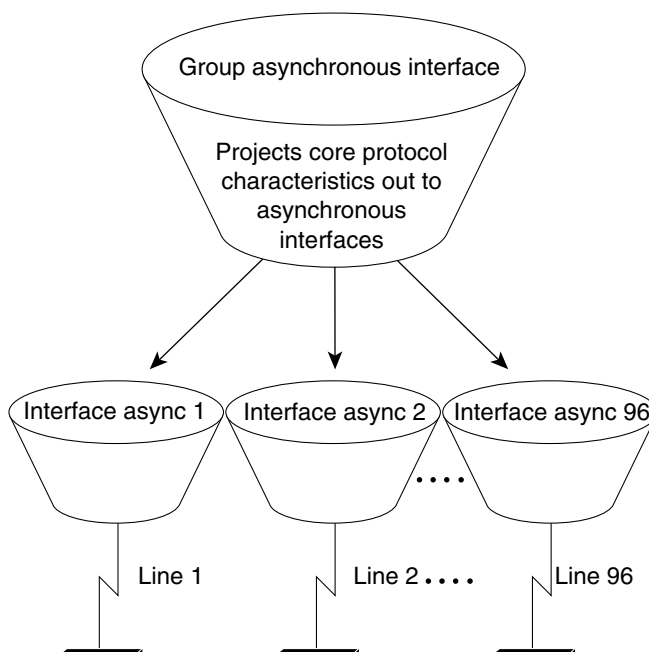 Group asynchronous interface
Projects core protocol
characteristics out to
asynchronous
interfaces
Interface async 1
Interface async 2
Interface async 96
....
Line 1
Line 2 ....
Line 96